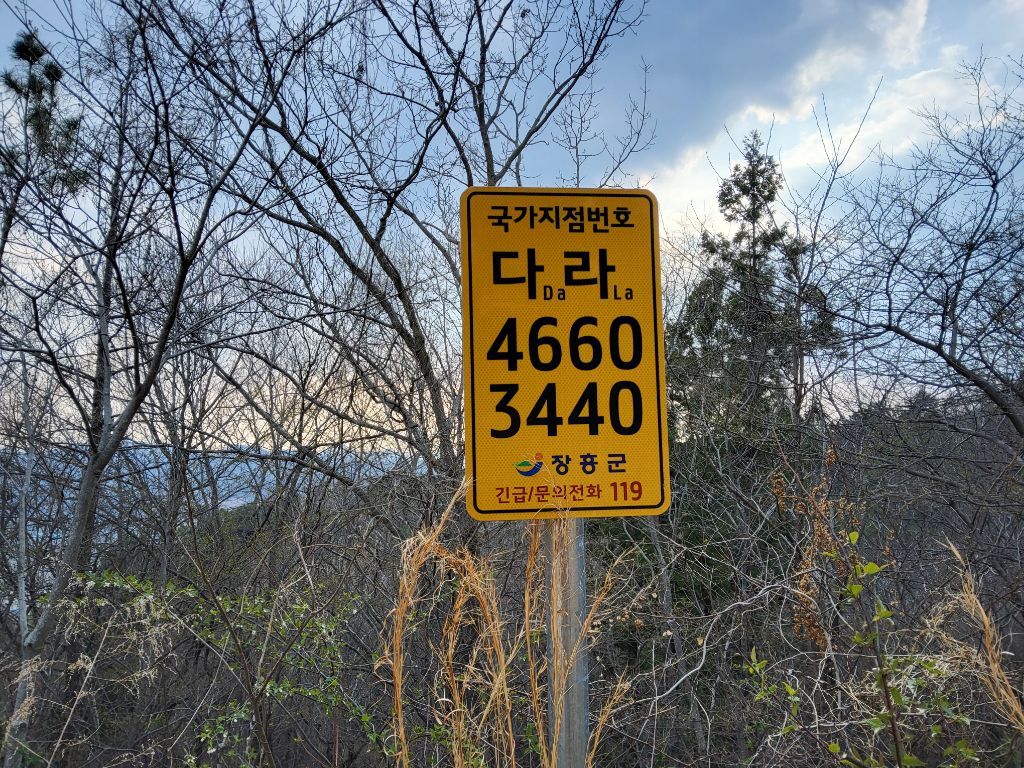 국가지점번호
다Da 라La
4660
3440
장흥군
긴급/문의전화 119